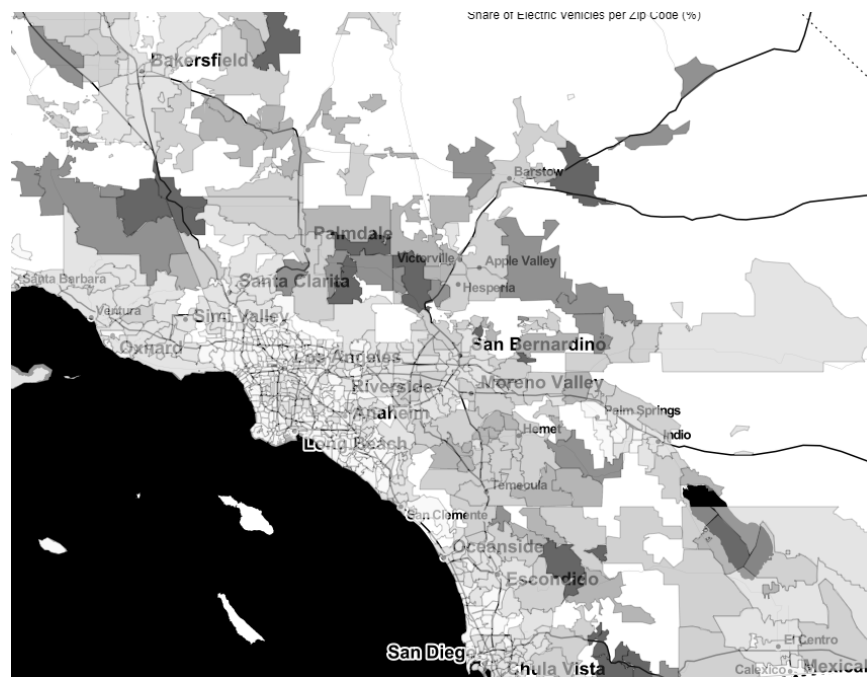 Share of Electric Vehicles per Zip Code (%)
Bakersfield
Barstow
Palmdale
Victorville
Apple Valley
Santa Barbara
Santa Clarita
Hesperia
Ventura
Simi Valley
Oxnard
San Bernardino
Los Angeles
Riverside
Moreno Valley
Anaheim
Palm Springs
Long Beach
Hemet
Indio
Temecula
San Clemente
Oceanside
Escondido
El Centro
San Dieg
Chula Vista
Calexico
Mexical